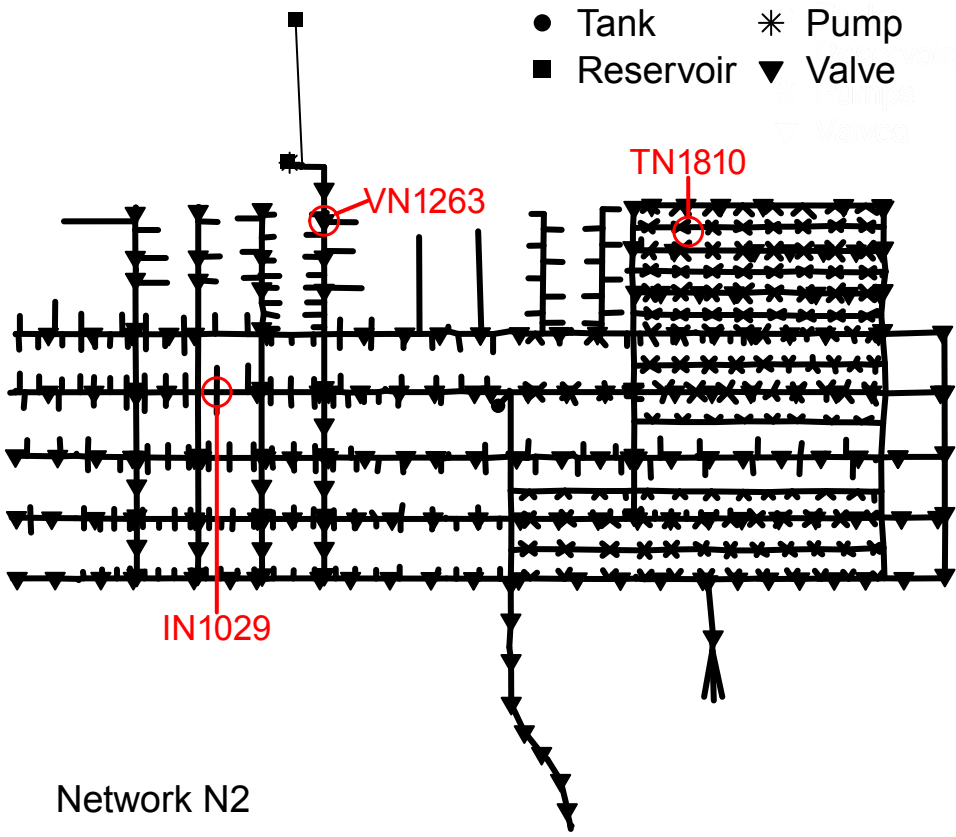 Tank Pump
Reservoir Valve
TN1810
VN1263
IN1029
Network N2